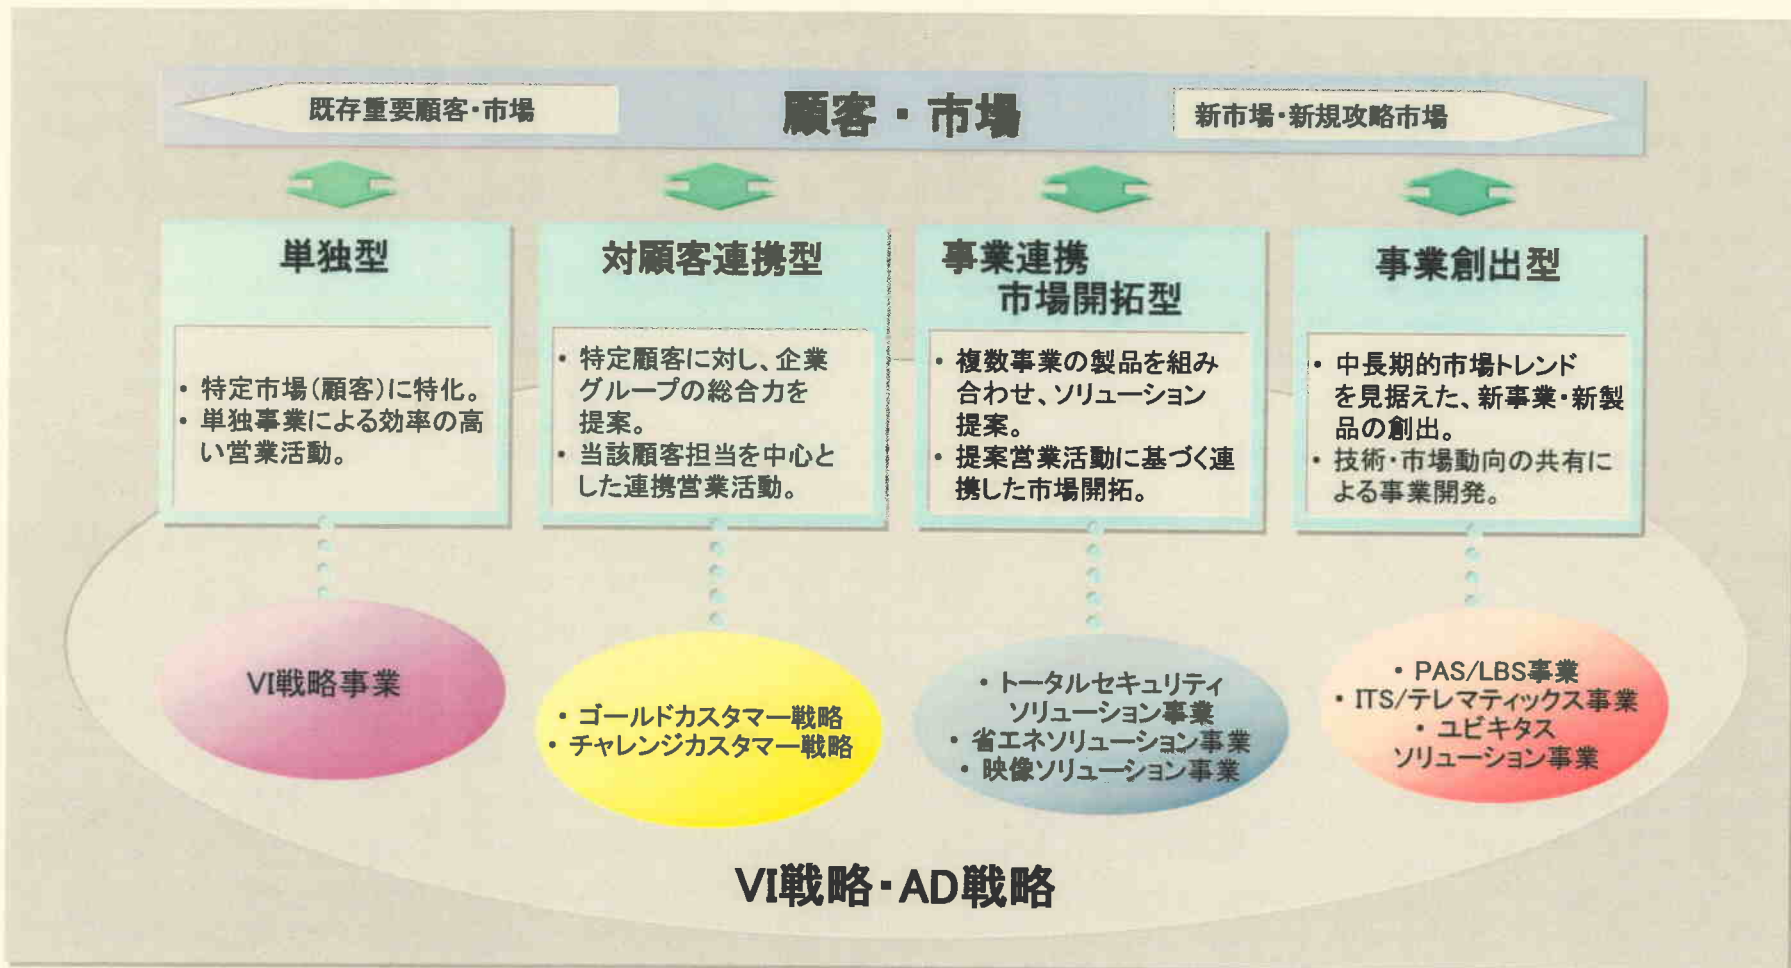 既存重要顧客・市場
顧客・市場
新市場・新規攻略市場
単独型
・特定市場(顧客)に特化。
・単独事業による効率の高
い営業活動。
対顧客連携型
・特定顧客に対し、企業
グループの総合力を
提案。
・当該顧客担当を中心と
した連携営業活動。
事業連携
市場開拓型
・複数事業の製品を組み
合わせ、ソリューション
提案。
・提案営業活動に基づく連
携した市場開拓。
事業創出型
・中長期的市場トレンド
を見据えた、新事業・新製
品の創出。
・技術・市場動向の共有に
よる事業開発。
VI戦略事業
・ゴールドカスタマー戦略
・チャレンジカスタマー戦略
・トータルセキュリティ
ソリューション事業
・省エネソリューション事業
・映像ソリューション事業
・PAS/LBS事業
・ITS/テレマティックス事業
・ユビキタス
ソリューション事業
VI戦略・AD戦略